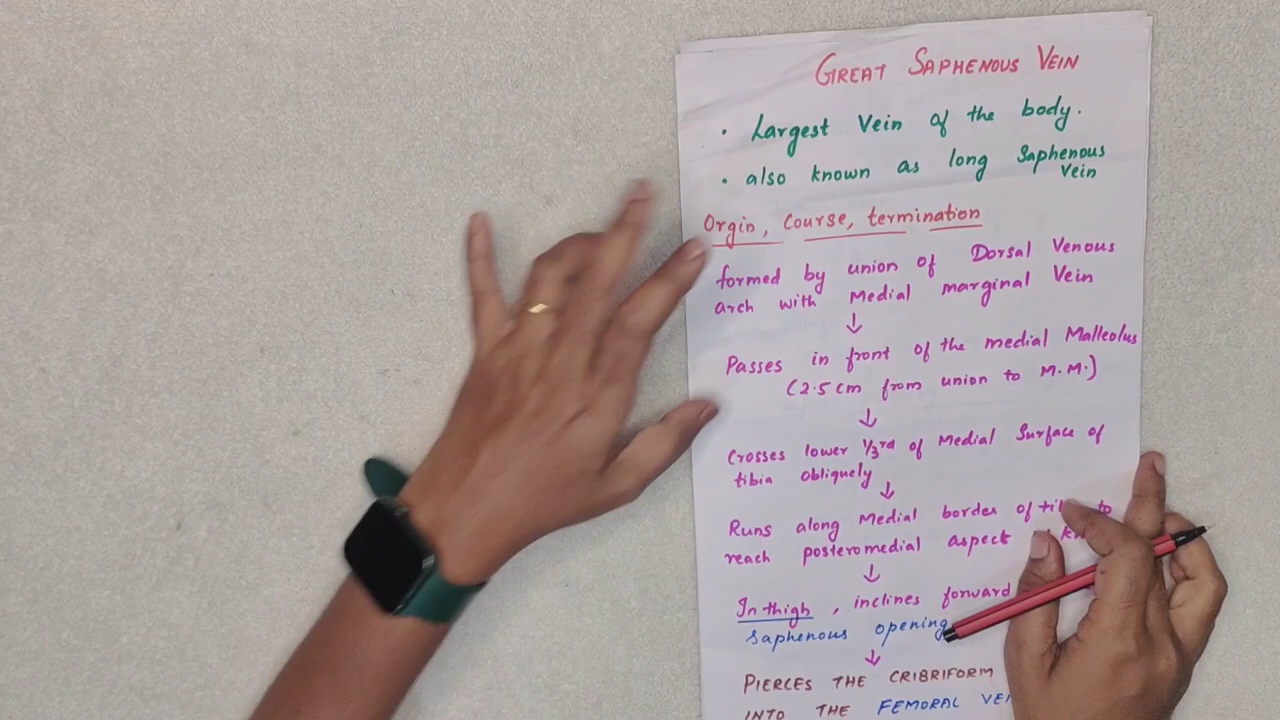 GREAT SAPHENOUS VEIN
• Largest Vein of the body.
• also known as long Saphenous
Vein
Orgin, Course, termination
formed by union of Dorsal Venous
arch with Medial marginal Vein
↓
Passes in front of the medial Malleolus
(2.5 cm from union to M.M.)
↓
Crosses lower 1/3rd of Medial Surface of
tibia obliquely
↓
Runs along Medial border of to
reach posteromedial aspect
↓
In thigh, inclines forward
Saphenous opening
↓
PIERCES THE CRIBRIFORM
INTO THE FEMORAL